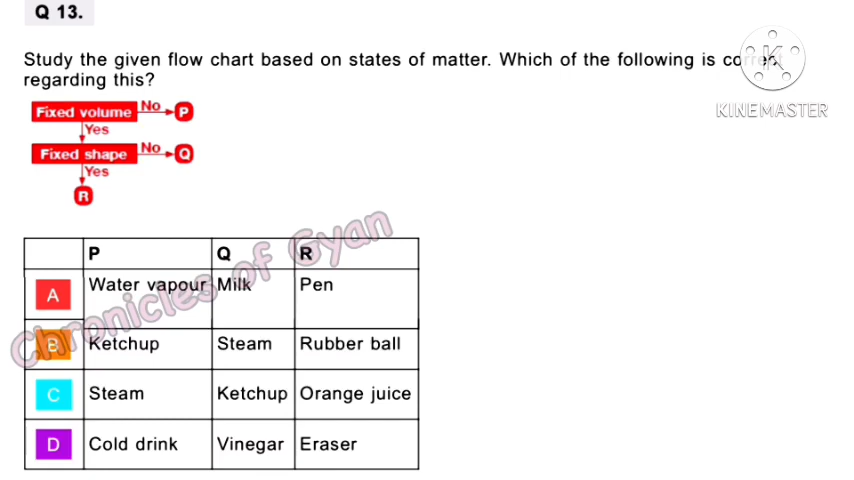 Q 13.
Study the given flow chart based on states of matter. Which of the following is correct
regarding this?
KINEMASTER
Fixed volume No P
Yes
Fixed shape No Q
Yes
R
P Q R
A Water vapour Milk Pen
B Ketchup Steam Rubber ball
C Steam Ketchup Orange juice
D Cold drink Vinegar Eraser
Chronicles of Gyan